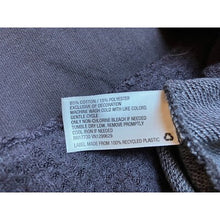 85% COTTON / 15% POLYESTER
EXCLUSIVE OF DECORATION
MACHINE WASH COLD WITH LIKE COLORS,
GENTLE CYCLE
ONLY NON-CHLORINE BLEACH IF NEEDED
TUMBLE DRY LOW, REMOVE PROMPTLY
COOL IRON IF NEEDED
LABEL MADE FROM 100% RECYCLED PLASTIC